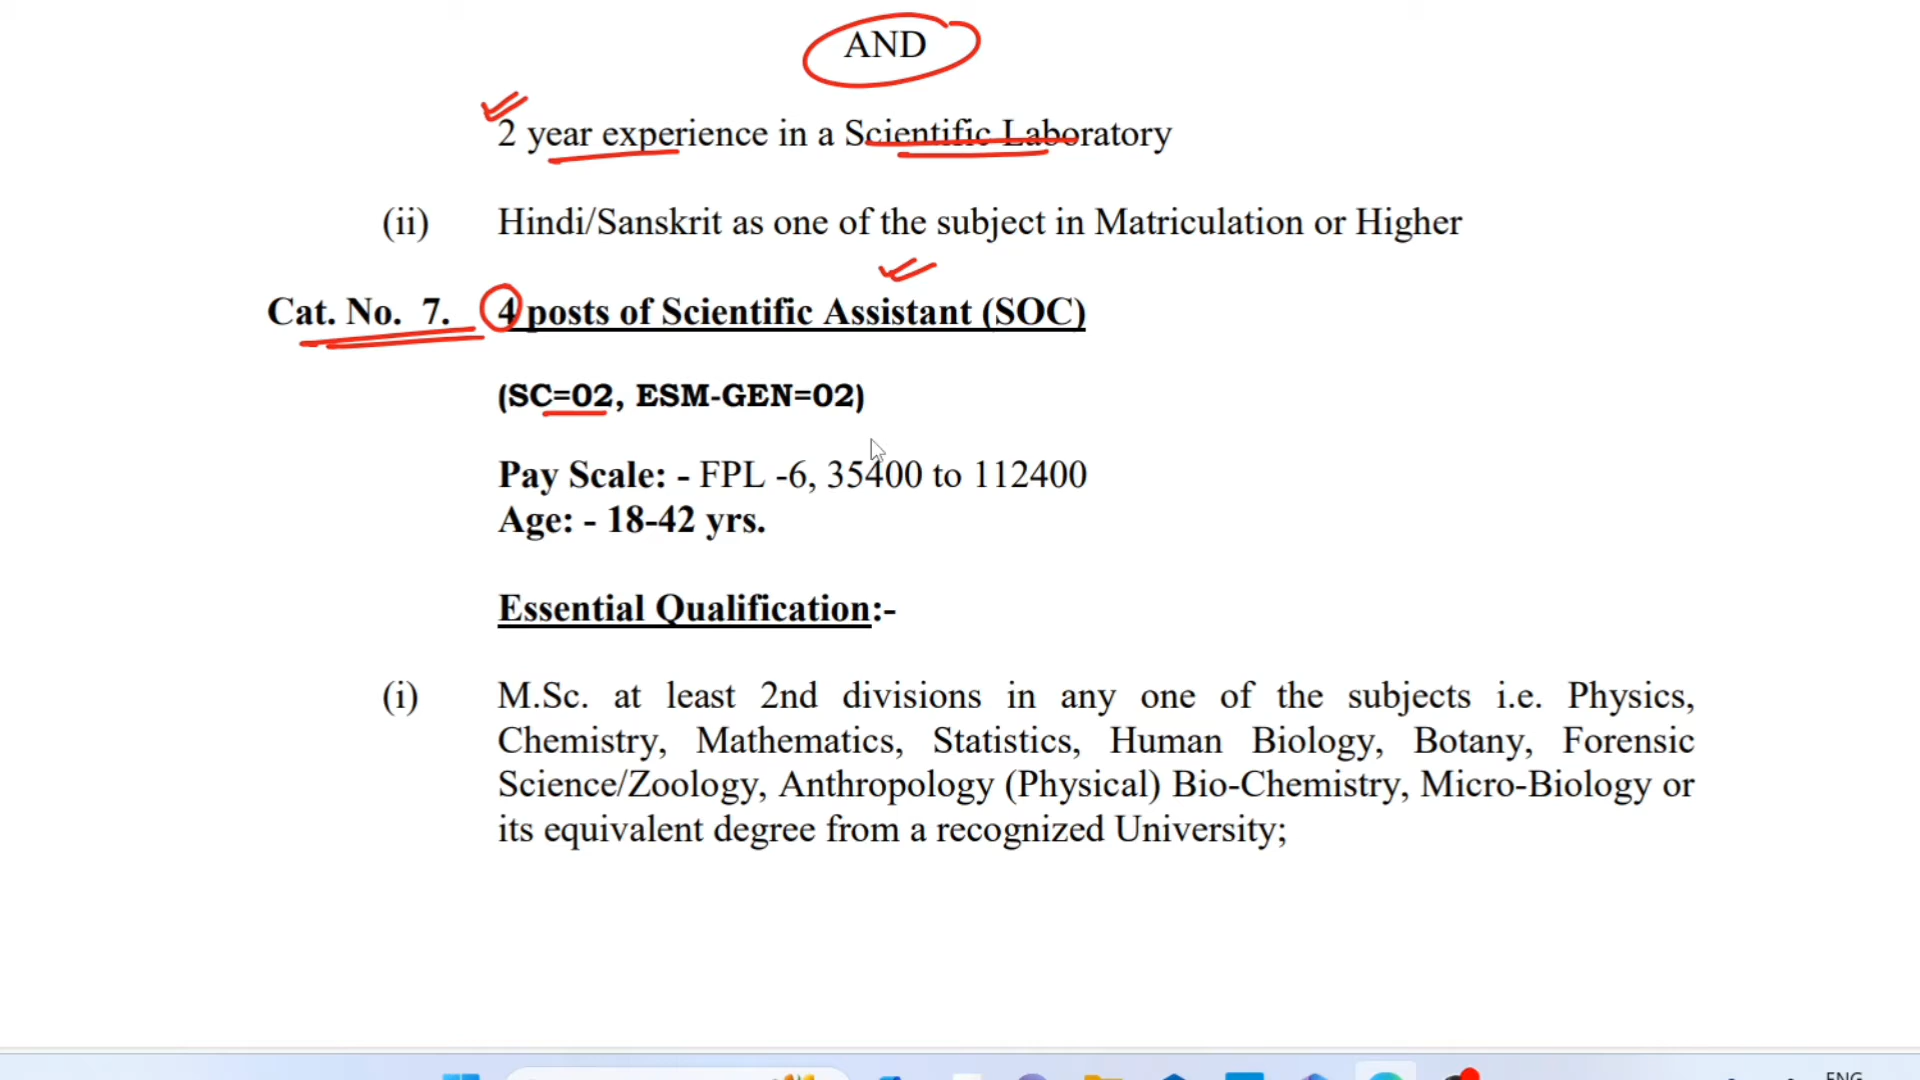 AND
2 year experience in a Scientific Laboratory
(ii) Hindi/Sanskrit as one of the subject in Matriculation or Higher
Cat. No. 7. 4 posts of Scientific Assistant (SOC)
(SC=02, ESM-GEN=02)
Pay Scale: - FPL -6, 35400 to 112400
Age: - 18-42 yrs.
Essential Qualification:-
(i) M.Sc. at least 2nd divisions in any one of the subjects i.e. Physics,
Chemistry, Mathematics, Statistics, Human Biology, Botany, Forensic
Science/Zoology, Anthropology (Physical) Bio-Chemistry, Micro-Biology or
its equivalent degree from a recognized University;
ENG